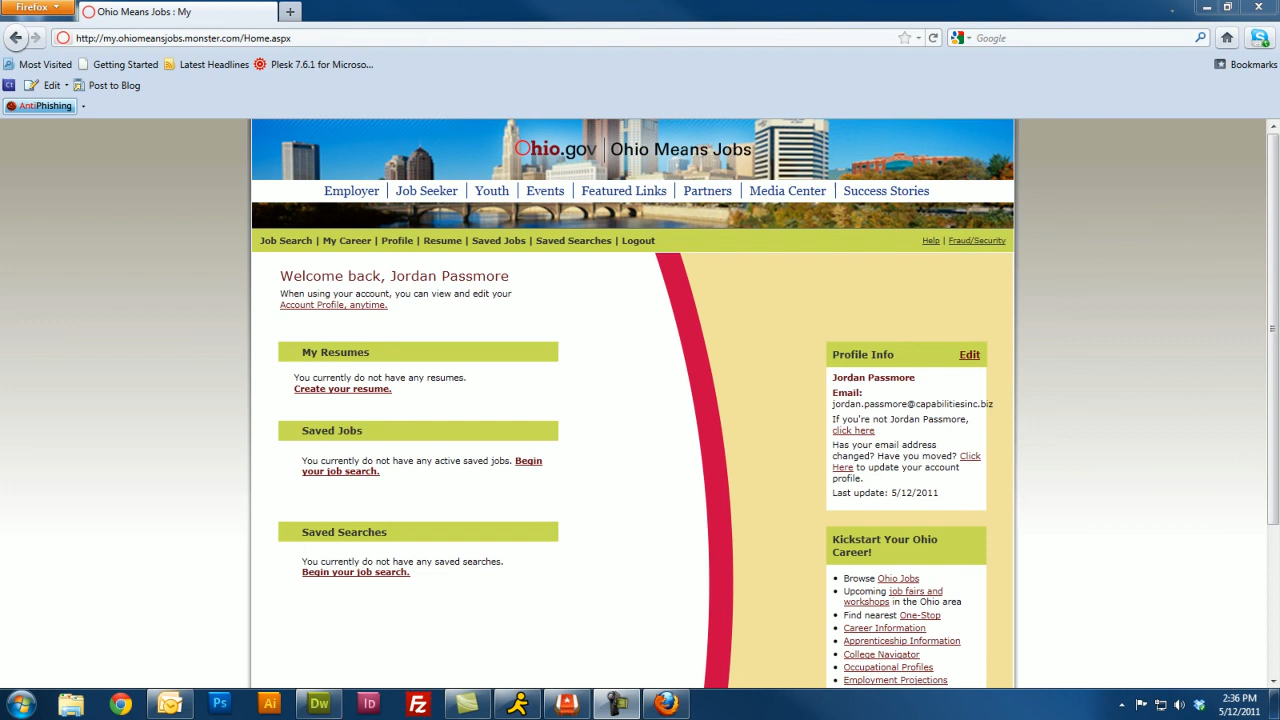 Firefox
Ohio Means Jobs : My
http://my.ohiomeansjobs.monster.com/Home.aspx
Google
Most Visited
Getting Started
Latest Headlines
Plesk 7.6.1 for Microso...
Bookmarks
Ct
Edit
Post to Blog
AntiPhishing
Ohio.gov | Ohio Means Jobs
Employer | Job Seeker | Youth | Events | Featured Links | Partners | Media Center | Success Stories
Job Search | My Career | Profile | Resume | Saved Jobs | Saved Searches | Logout
Help | Fraud/Security
Welcome back, Jordan Passmore
When using your account, you can view and edit your
Account Profile, anytime.
My Resumes
You currently do not have any resumes.
Create your resume.
Saved Jobs
You currently do not have any active saved jobs. Begin
your job search.
Saved Searches
You currently do not have any saved searches.
Begin your job search.
Profile Info Edit
Jordan Passmore
Email:
jordan.passmore@capabilitiesinc.biz
If you're not Jordan Passmore,
click here
Has your email address
changed? Have you moved? Click
Here to update your account
profile.
Last update: 5/12/2011
Kickstart Your Ohio
Career!
Browse Ohio Jobs
Upcoming job fairs and
workshops in the Ohio area
Find nearest One-Stop
Career Information
Apprenticeship Information
College Navigator
Occupational Profiles
Employment Projections
Ps
Ai
Dw
Id
Fz
2:36 PM
5/12/2011